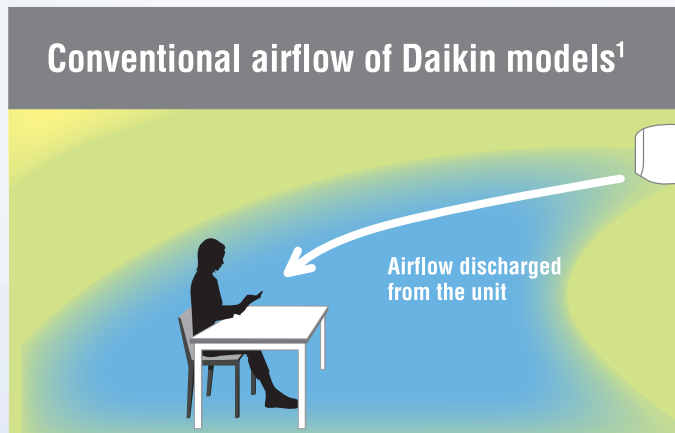 Conventional airflow of Daikin models¹
Airflow discharged
from the unit